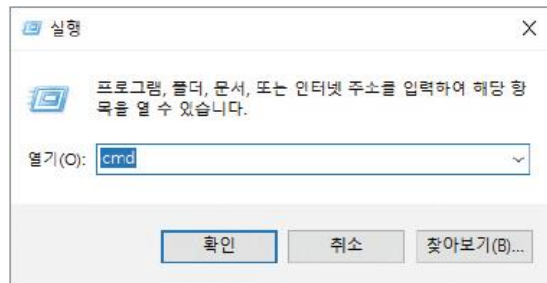 실행
프로그램, 폴더, 문서, 또는 인터넷 주소를 입력하여 해당 항
목을 열 수 있습니다.
열기(O): cmd
확인 취소 찾아보기(B)...